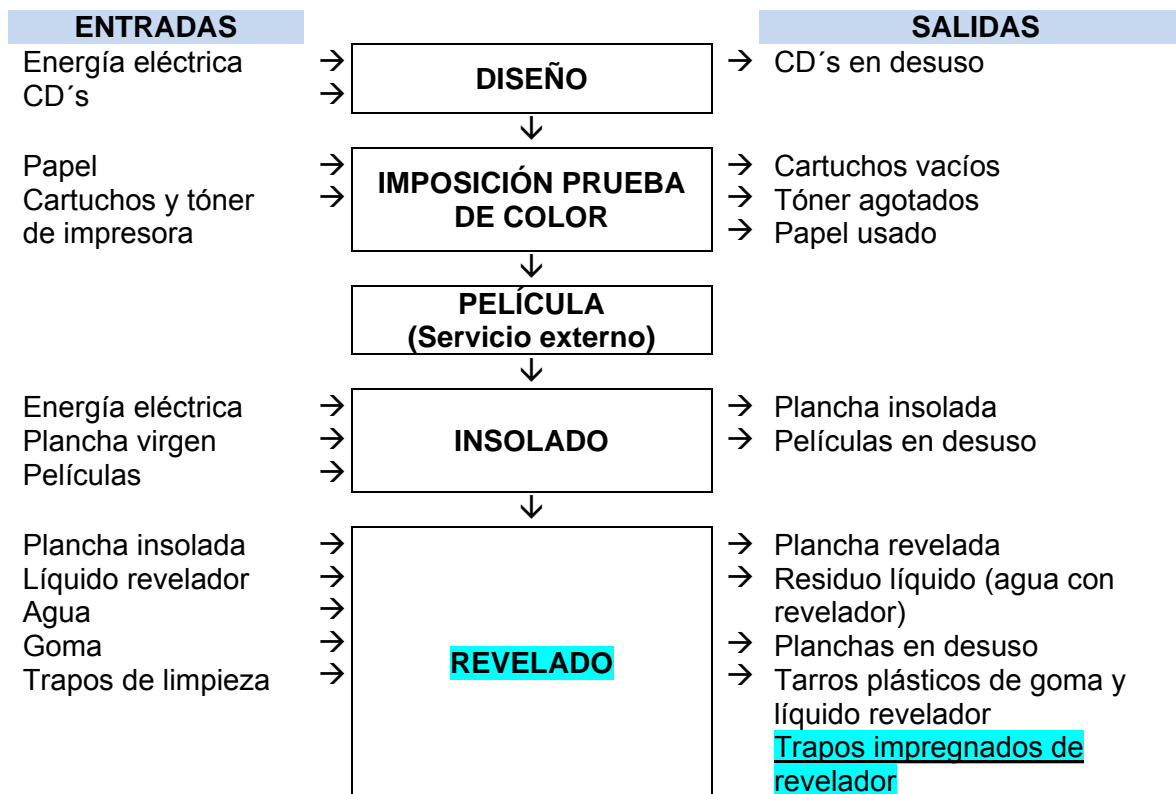 ENTRADAS SALIDAS
Energía eléctrica → DISEÑO → CD´s en desuso
CD´s →
↓
Papel → IMPOSICIÓN PRUEBA → Cartuchos vacíos
Cartuchos y tóner → DE COLOR → Tóner agotados
de impresora → Papel usado
↓
PELÍCULA
(Servicio externo)
↓
Energía eléctrica → → Plancha insolada
Plancha virgen → INSOLADO → Películas en desuso
Películas →
↓
Plancha insolada → → Plancha revelada
Líquido revelador → → Residuo líquido (agua con
Agua → revelador)
Goma → → Planchas en desuso
Trapos de limpieza → REVELADO → Tarros plásticos de goma y
líquido revelador
Trapos impregnados de
revelador